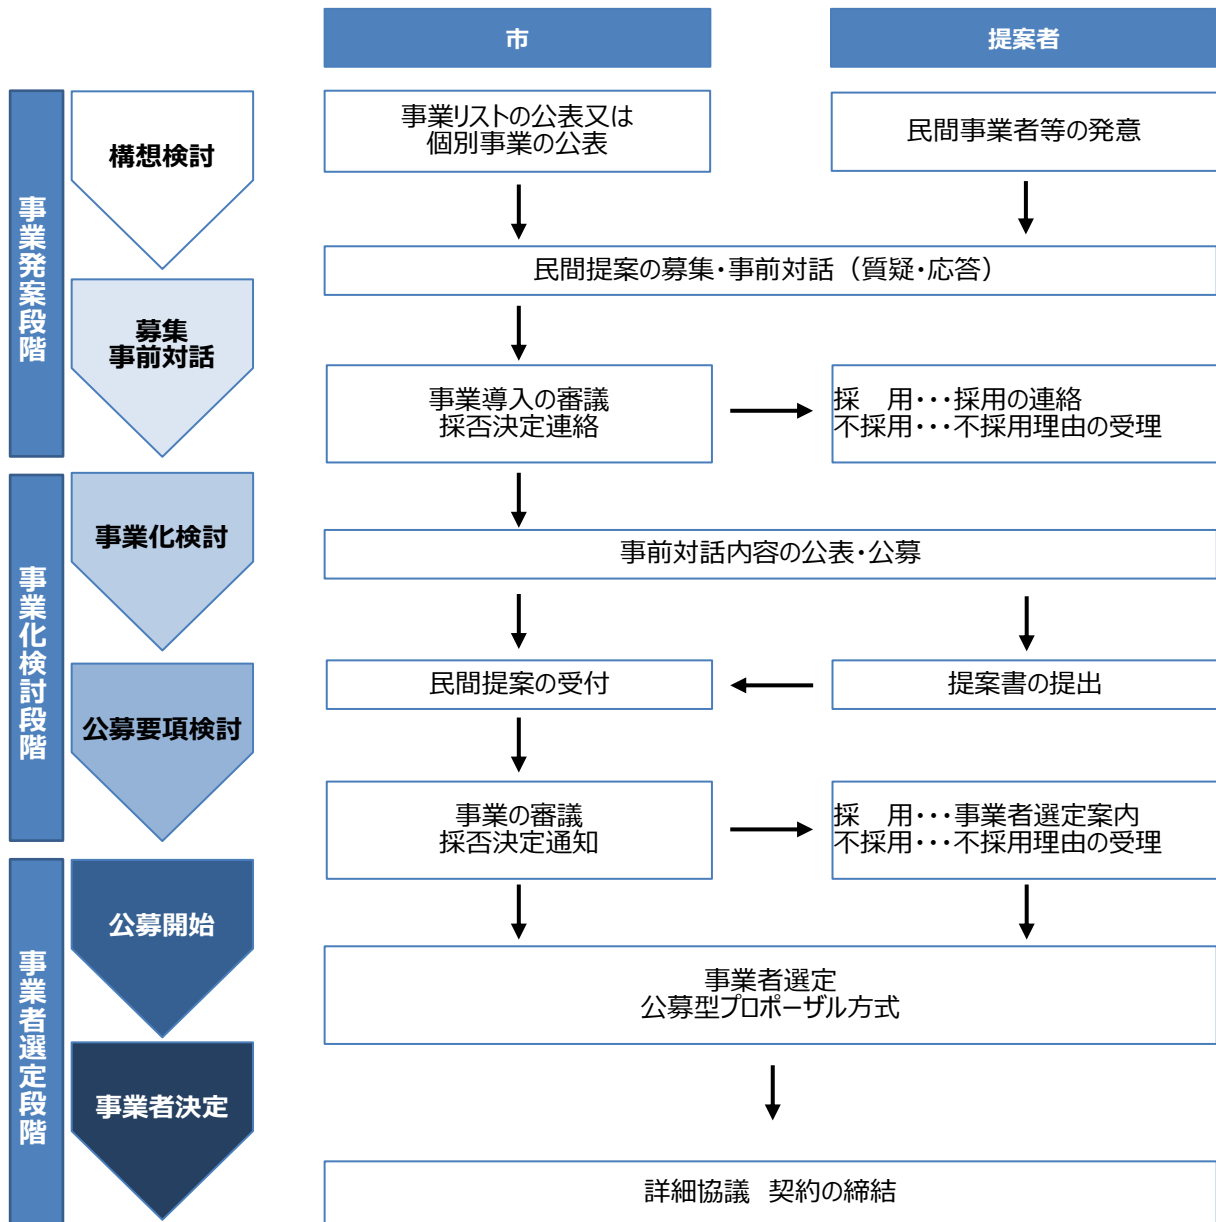 市
提案者
事業発案段階
構想検討
事業リストの公表又は
個別事業の公表
民間事業者等の発意
民間提案の募集・事前対話（質疑・応答）
募集
事前対話
事業導入の審議
採否決定連絡
採　用・・・採用の連絡
不採用・・・不採用理由の受理
事業化検討段階
事業化検討
事前対話内容の公表・公募
公募要項検討
民間提案の受付
提案書の提出
事業の審議
採否決定通知
採　用・・・事業者選定案内
不採用・・・不採用理由の受理
事業者選定段階
公募開始
事業者選定
公募型プロポーザル方式
事業者決定
詳細協議　契約の締結